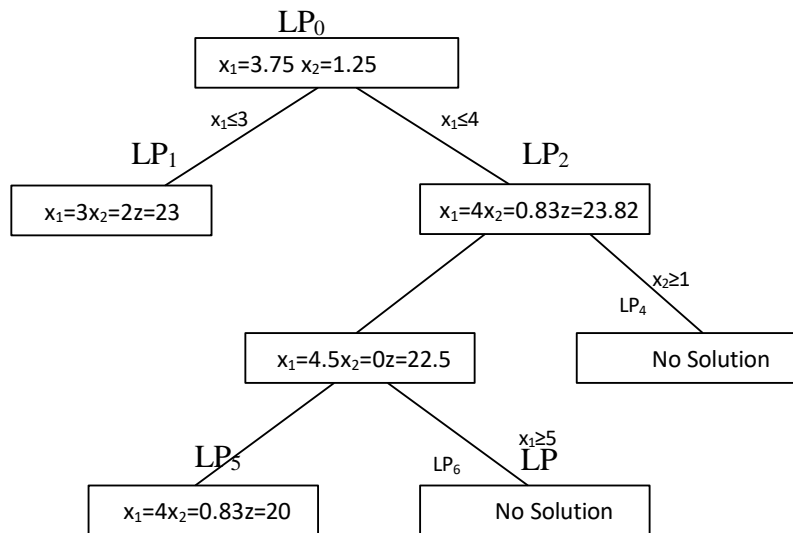 LP₀
x₁=3.75 x₂=1.25
x₁≤3
x₁≤4
LP₁
LP₂
x₁=3x₂=2z=23
x₁=4x₂=0.83z=23.82
x₂≥1
LP₄
x₁=4.5x₂=0z=22.5
No Solution
x₁≥5
LP₅
LP₆
LP
x₁=4x₂=0.83z=20
No Solution